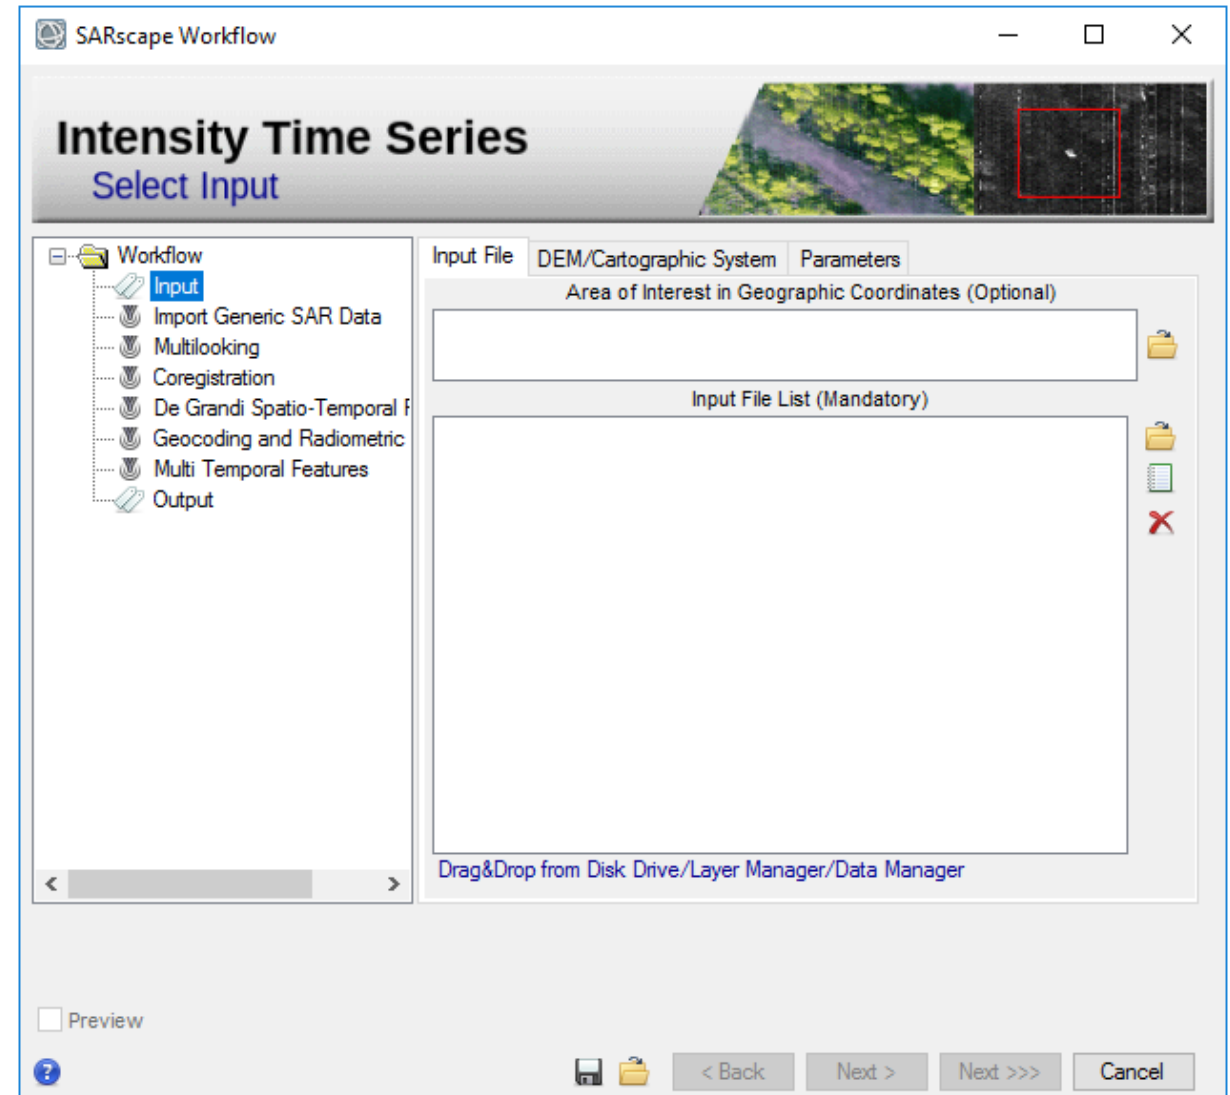 SARscape Workflow
Intensity Time Series
Select Input
Workflow
Input
Import Generic SAR Data
Multilooking
Coregistration
De Grandi Spatio-Temporal
Geocoding and Radiometric
Multi Temporal Features
Output
Input File DEM/Cartographic System Parameters
Area of Interest in Geographic Coordinates (Optional)
Input File List (Mandatory)
Drag&Drop from Disk Drive/Layer Manager/Data Manager
Preview
< Back Next > Next >>> Cancel